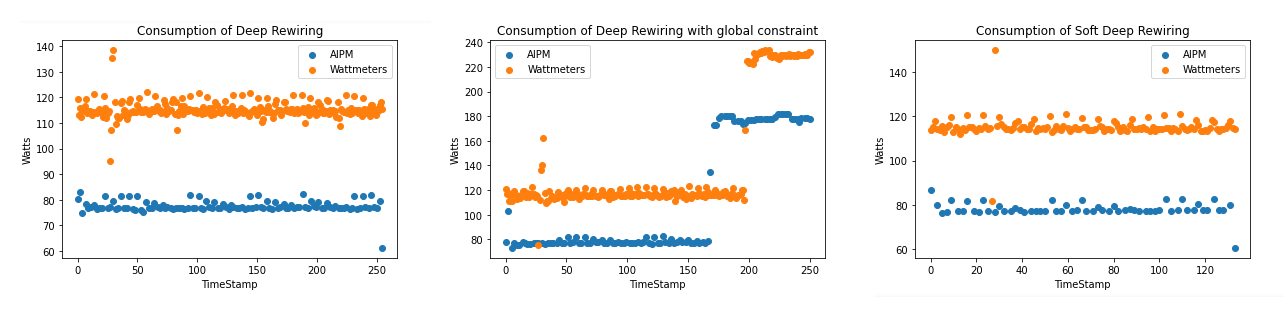 Consumption of Deep Rewiring
AIPM
Wattmeters
140
130
120
110
100
90
80
70
60
Watts
0
50
100
150
200
250
TimeStamp
Consumption of Deep Rewiring with global constraint
AIPM
Wattmeters
240
220
200
180
160
140
120
100
80
Watts
0
50
100
150
200
250
TimeStamp
Consumption of Soft Deep Rewiring
AIPM
Wattmeters
140
120
100
80
60
Watts
0
20
40
60
80
100
120
TimeStamp